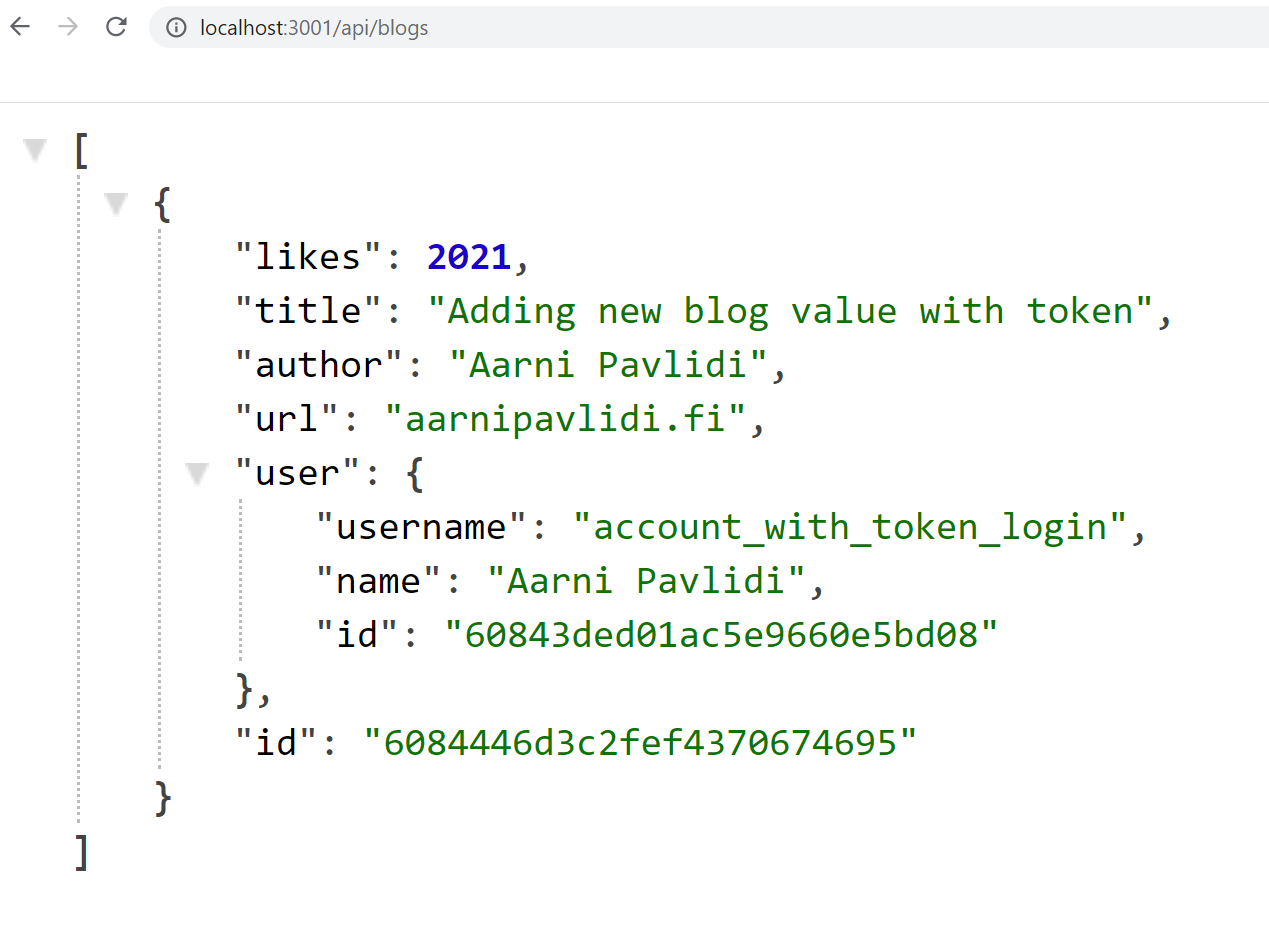 localhost:3001/api/blogs
[
{
"likes": 2021,
"title": "Adding new blog value with token",
"author": "Aarni Pavlidi",
"url": "aarnipavlidi.fi",
"user": {
"username": "account_with_token_login",
"name": "Aarni Pavlidi",
"id": "60843ded01ac5e9660e5bd08"
},
"id": "6084446d3c2fef4370674695"
}
]